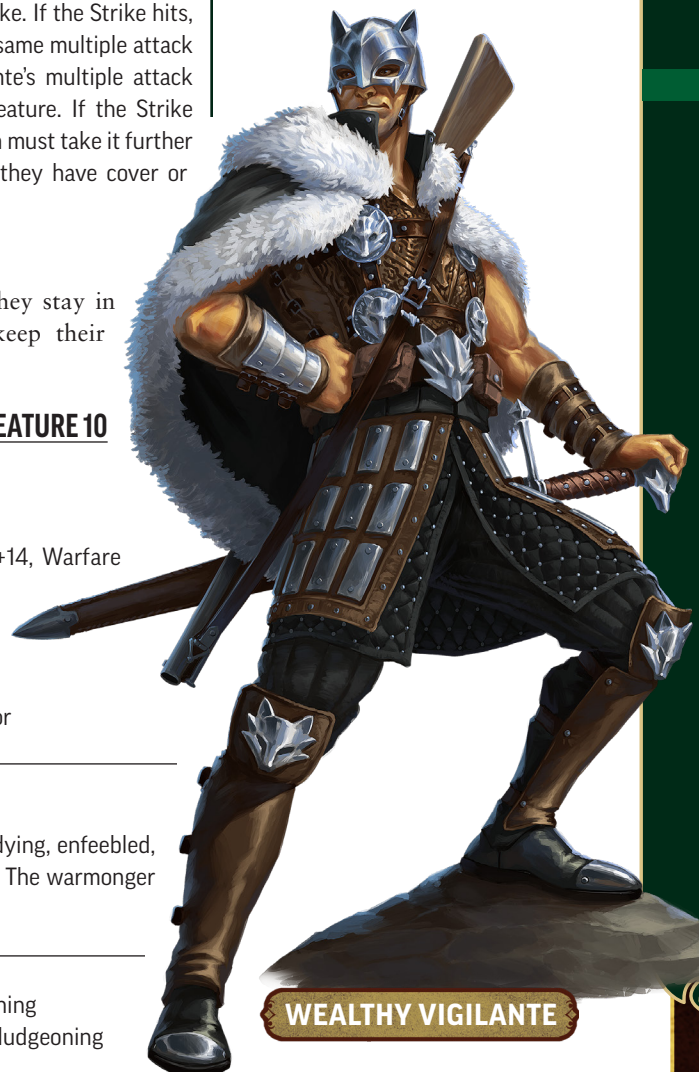 ke. If the Strike hits,
same multiple attack
nte's multiple attack
eature. If the Strike
must take it further
they have cover or
hey stay in
keep their
EATURE 10
+14, Warfare
or
dying, enfeebled,
The warmonger
ning
ludgeoning
WEALTHY VIGILANTE